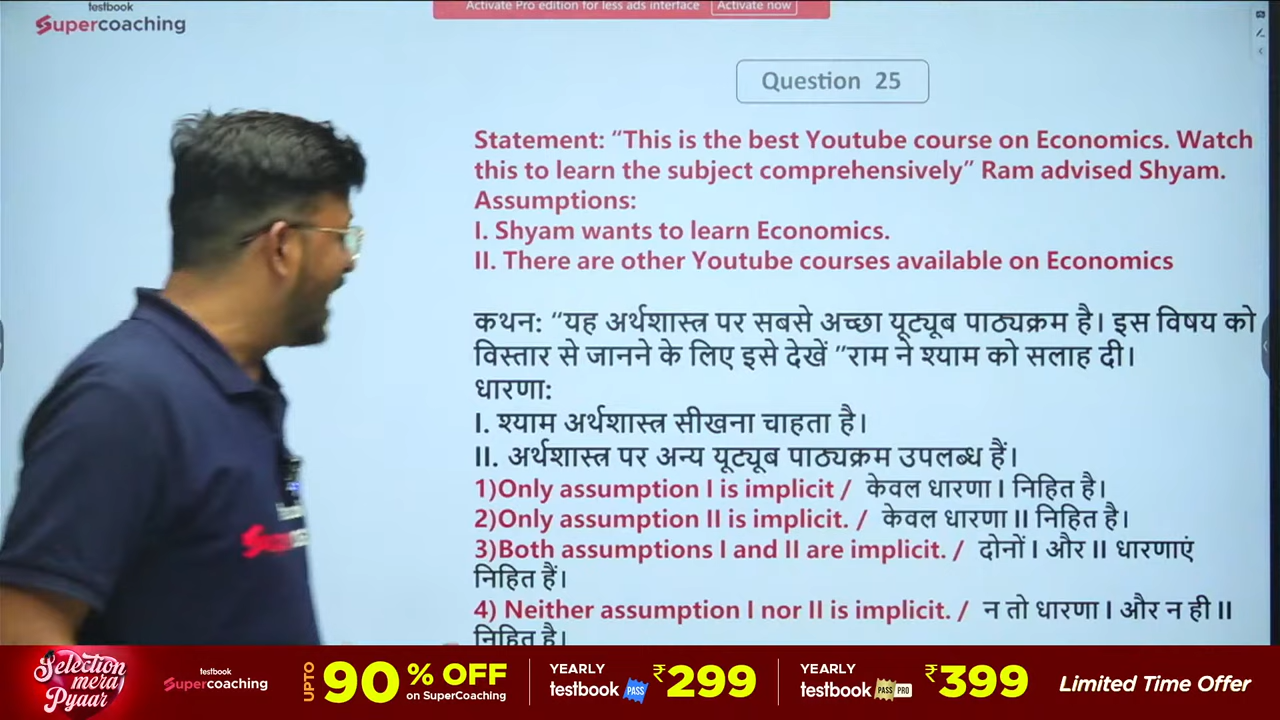 testbook
Supercoaching
Activate Pro edition for less ads interface Activate now
Question 25
Statement: “This is the best Youtube course on Economics. Watch
this to learn the subject comprehensively” Ram advised Shyam.
Assumptions:
I. Shyam wants to learn Economics.
II. There are other Youtube courses available on Economics
कथन: “यह अर्थशास्त्र पर सबसे अच्छा यूट्यूब पाठ्यक्रम है। इस विषय को
विस्तार से जानने के लिए इसे देखें ”राम ने श्याम को सलाह दी।
धारणा:
I. श्याम अर्थशास्त्र सीखना चाहता है।
II. अर्थशास्त्र पर अन्य यूट्यूब पाठ्यक्रम उपलब्ध हैं।
1)Only assumption I is implicit / केवल धारणा I निहित है।
2)Only assumption II is implicit. / केवल धारणा II निहित है।
3)Both assumptions I and II are implicit. / दोनों I और II धारणाएं
निहित हैं।
4) Neither assumption I nor II is implicit. / न तो धारणा I और न ही II
निहित है।
Selection
mera
Pyaar
testbook
Supercoaching
UPTO 90% OFF
on SuperCoaching
YEARLY
testbook PASS
₹299
YEARLY
testbook PASS PRO
₹399
Limited Time Offer